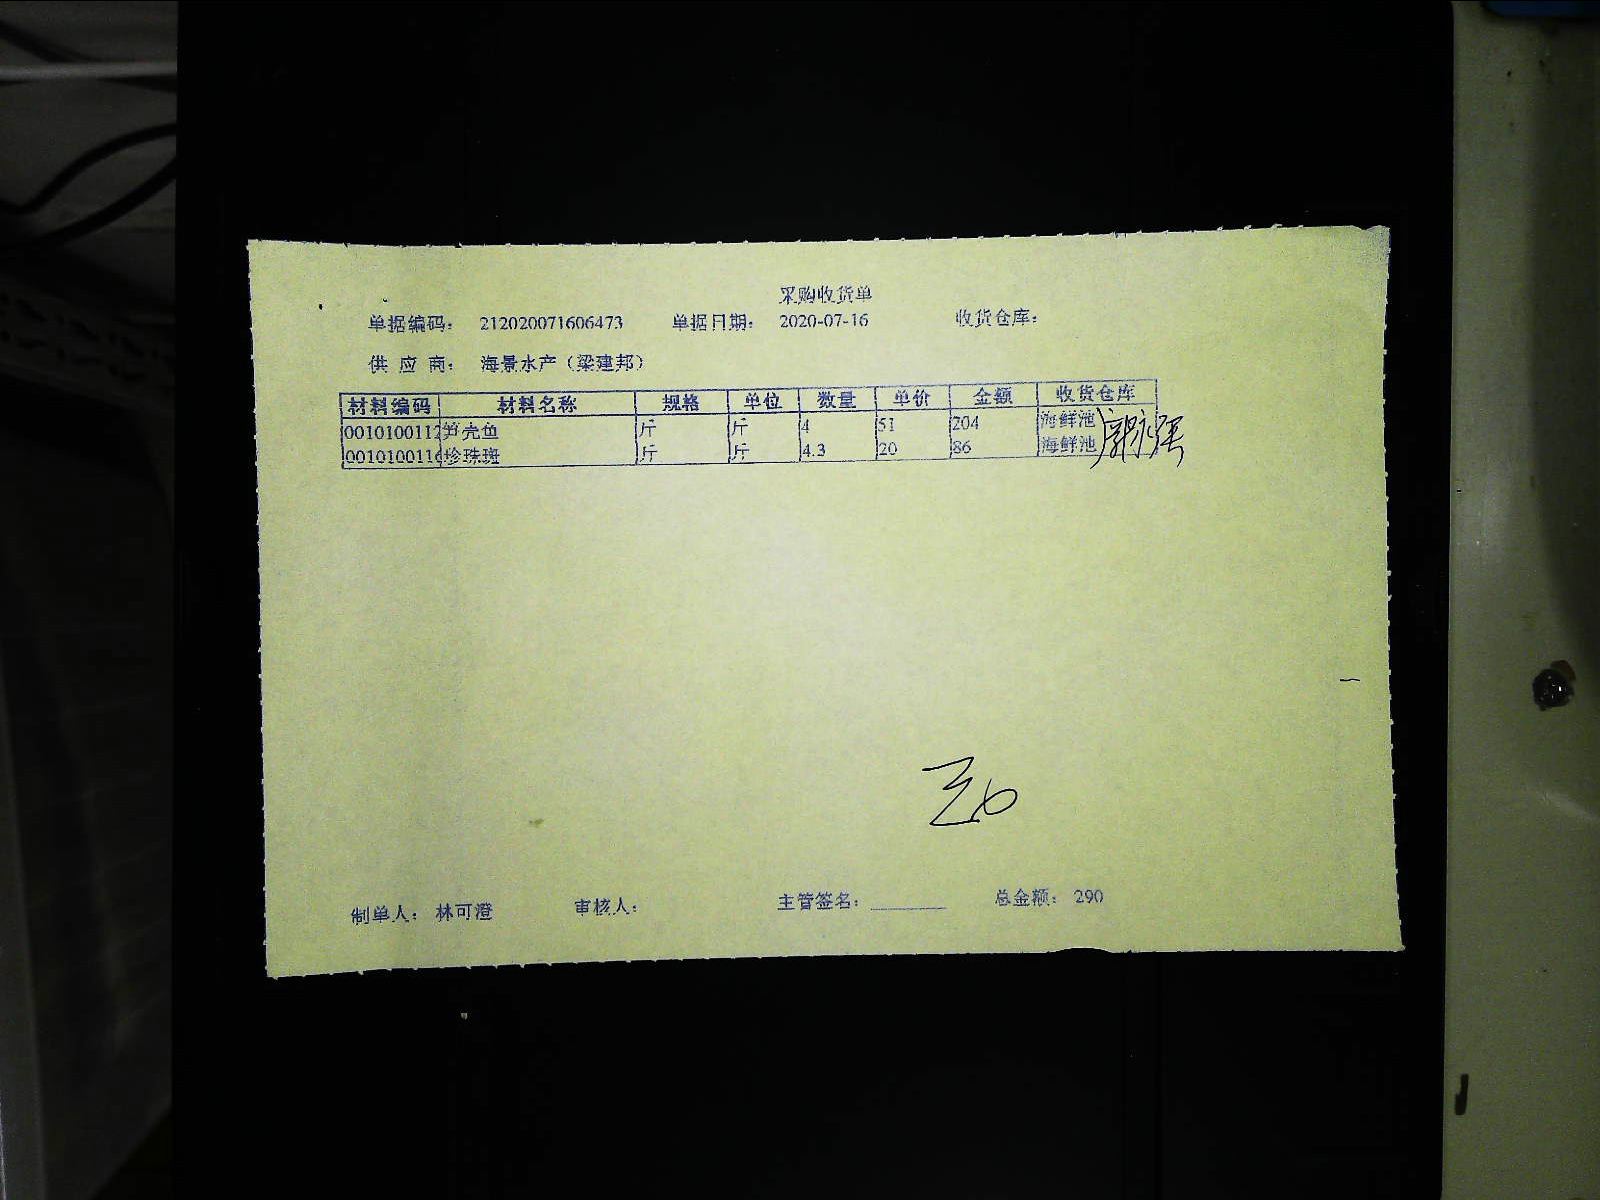 采购收货单
单据编码： 212020071606473 单据日期： 2020-07-16 收货仓库：
供 应 商： 海景水产（梁建邦）
材料编码 材料名称 规格 单位 数量 单价 金额 收货仓库
0010100112 笋壳鱼 斤 斤 4 51 204 海鲜池
0010100116 珍珠斑 斤 斤 4.3 20 86 海鲜池
制单人： 林可澄 审核人： 主管签名： 总金额： 290